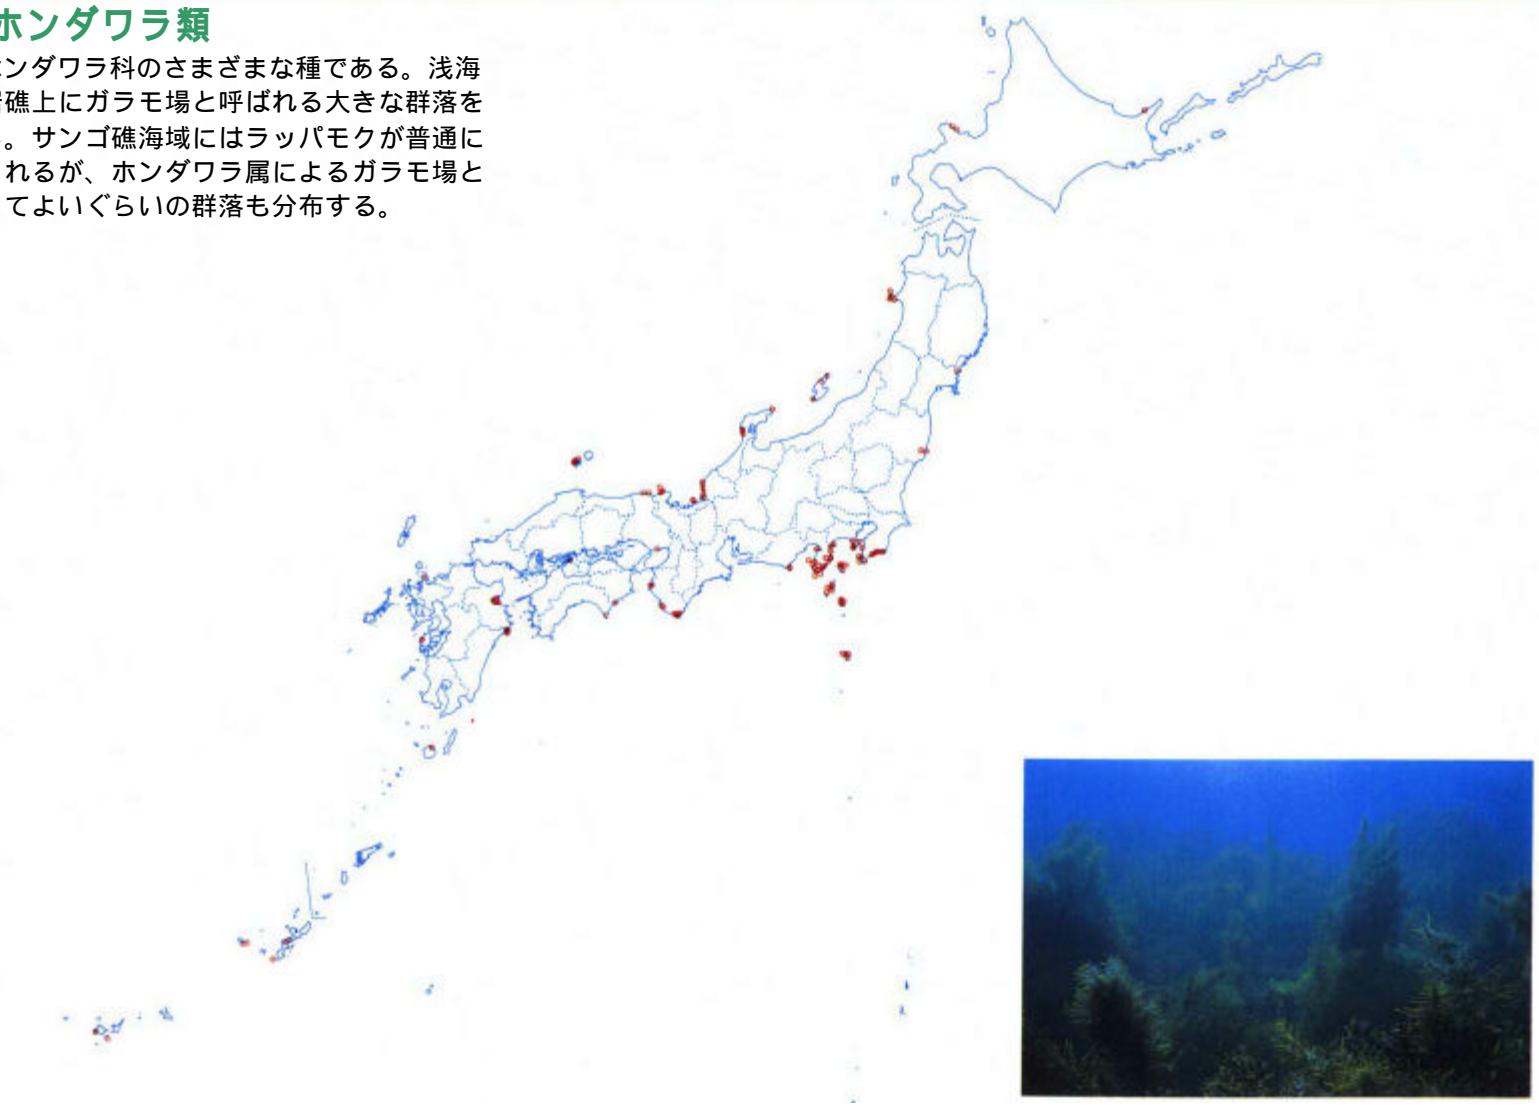 ホンダワラ類
ンダワラ科のさまざまな種である。浅海
礁上にガラモ場と呼ばれる大きな群落を
。サンゴ礁海域にはラッパモクが普通に
れるが、ホンダワラ属によるガラモ場と
てよいぐらいの群落も分布する。